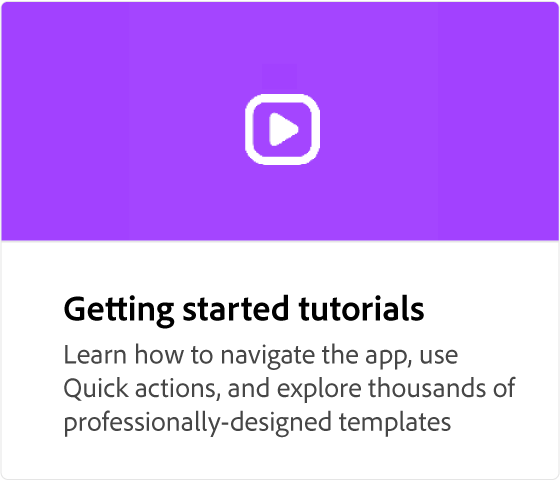 Getting started tutorials
Learn how to navigate the app, use
Quick actions, and explore thousands of
professionally-designed templates